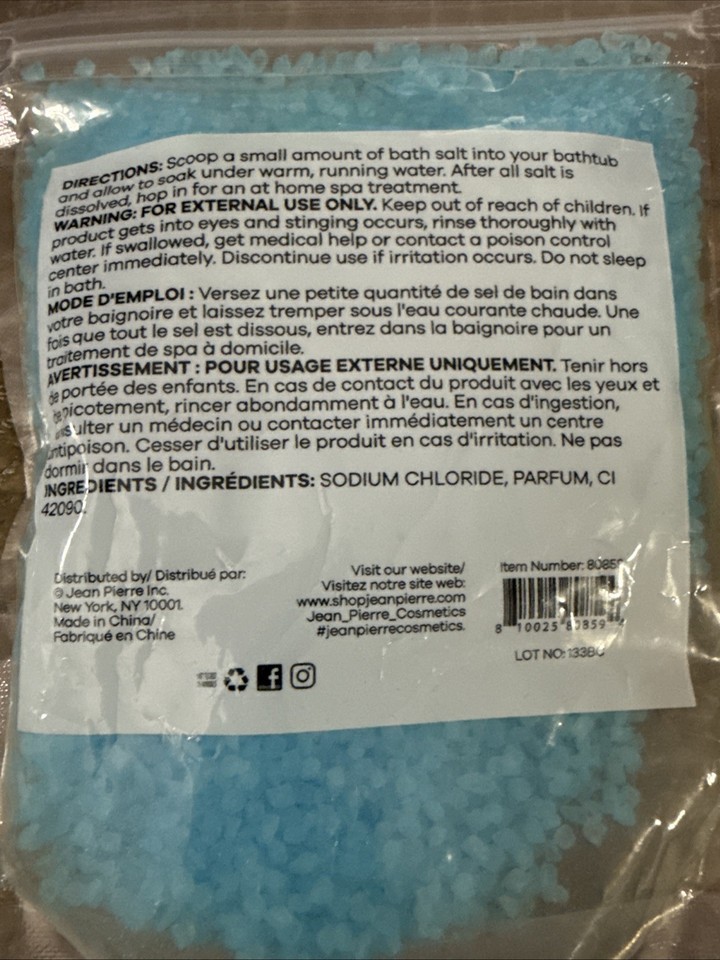 DIRECTIONS: Scoop a small amount of bath salt into your bathtub
and allow to soak under warm, running water. After all salt is
dissolved, hop in for an at home spa treatment.
WARNING: FOR EXTERNAL USE ONLY. Keep out of reach of children. If
product gets into eyes and stinging occurs, rinse thoroughly with
water. If swallowed, get medical help or contact a poison control
center immediately. Discontinue use if irritation occurs. Do not sleep
in bath.
MODE D'EMPLOI : Versez une petite quantité de sel de bain dans
votre baignoire et laissez tremper sous l'eau courante chaude. Une
fois que tout le sel est dissous, entrez dans la baignoire pour un
traitement de spa à domicile.
AVERTISSEMENT : POUR USAGE EXTERNE UNIQUEMENT. Tenir hors
de portée des enfants. En cas de contact du produit avec les yeux et
de picotement, rincer abondamment à l'eau. En cas d'ingestion,
un médecin ou contacter immédiatement un centre
antipoison. Cesser d'utiliser le produit en cas d'irritation. Ne pas
dormir dans le bain.
INGREDIENTS / INGRÉDIENTS: SODIUM CHLORIDE, PARFUM, CI
42090.
Distributed by/ Distribué par:
© Jean Pierre Inc.
New York, NY 10001.
Made in China/
Fabriqué en Chine
Visit our website/
Visitez notre site web:
www.shopjeanpierre.com
Jean_Pierre_Cosmetics
#jeanpierrecosmetics.
Item Number:
8 10025 80859
LOT NO: